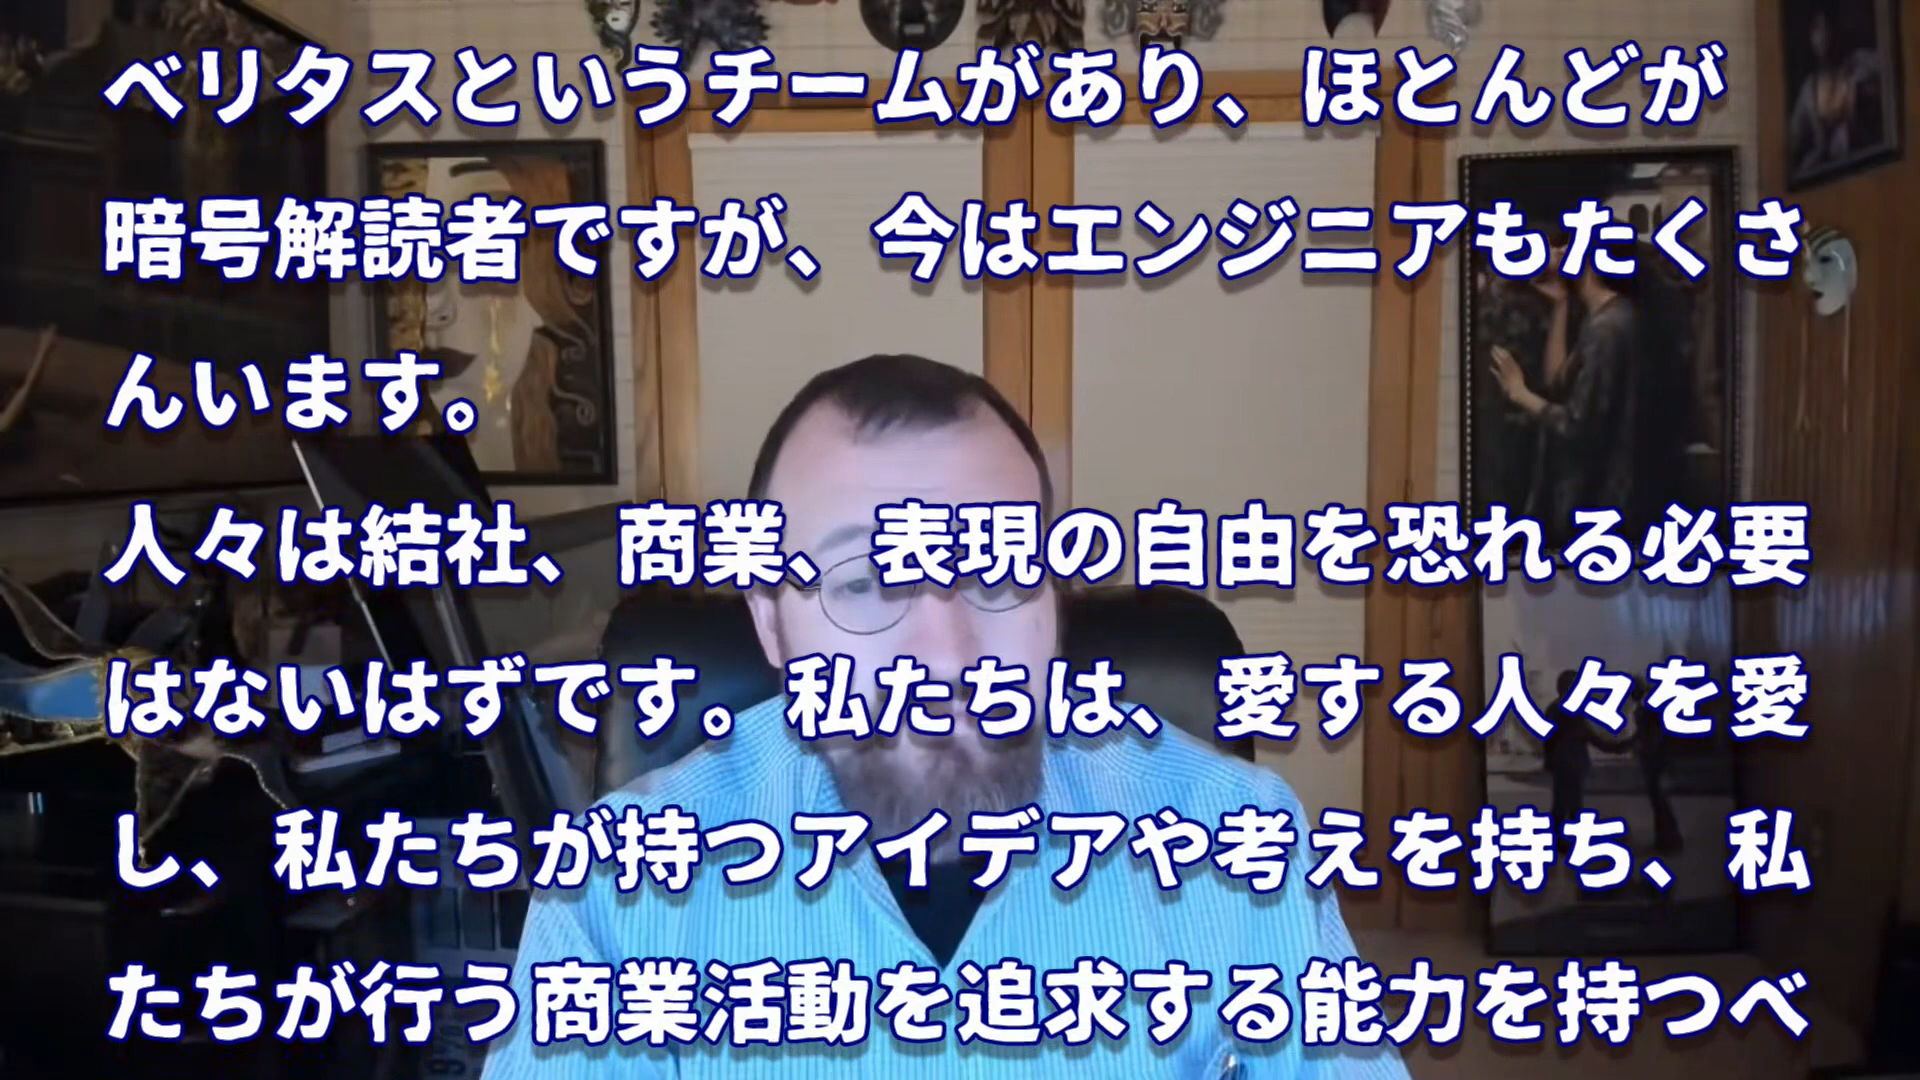 ベリタスというチームがあり、ほとんどが
暗号解読者ですが、今はエンジニアもたくさ
んいます。
人々は結社、商業、表現の自由を恐れる必要
はないはずです。私たちは、愛する人々を愛
し、私たちが持つアイデアや考えを持ち、私
たちが行う商業活動を追求する能力を持つべ